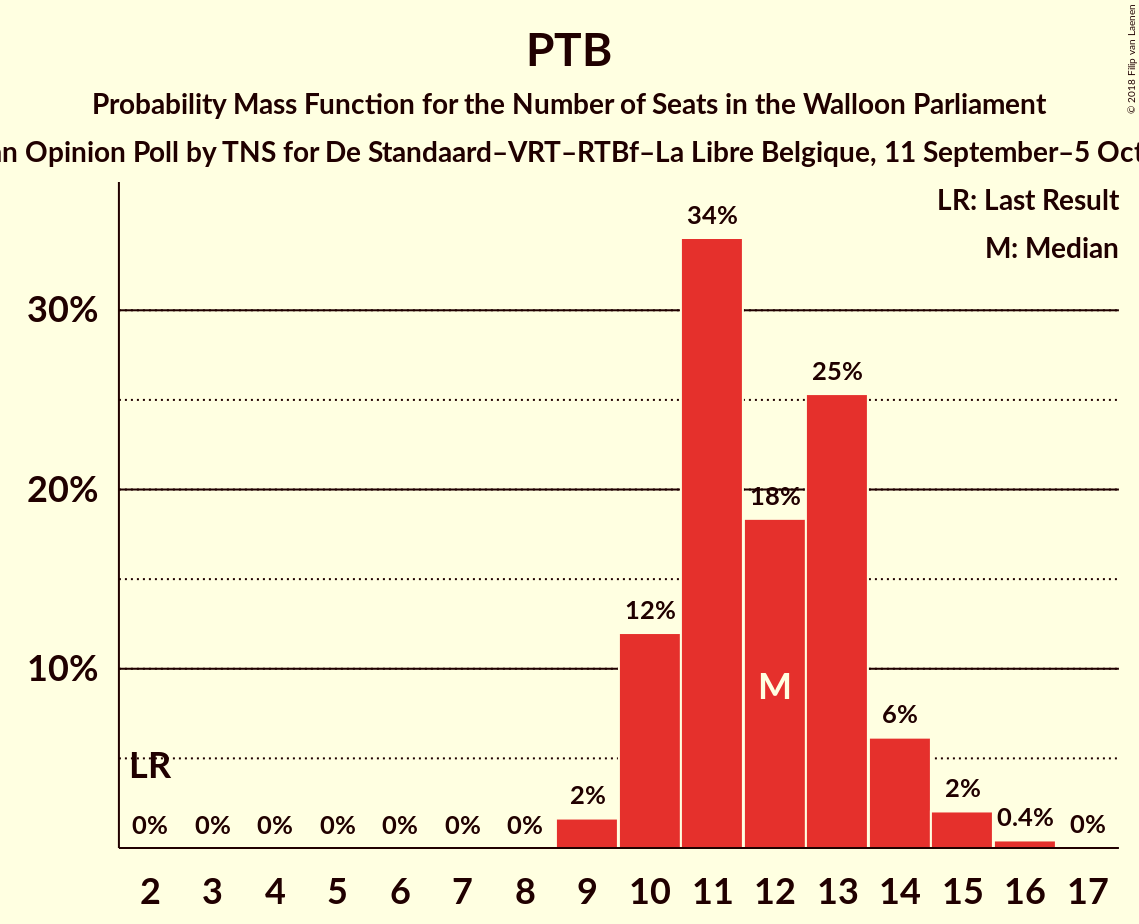 PTB
Probability Mass Function for the Number of Seats in the Walloon Parliament
Opinion Poll by TNS for De Standaard–VRT–RTBf–La Libre Belgique, 11 September–5
© 2018 Filip van Laenen
LR: Last Result
M: Median
34%
30%
25%
20%
18%
12%
10%
M
6%
LR
2%
2%
0.4%
0% 0% 0% 0% 0% 0% 0% 0%
2 3 4 5 6 7 8 9 10 11 12 13 14 15 16 17